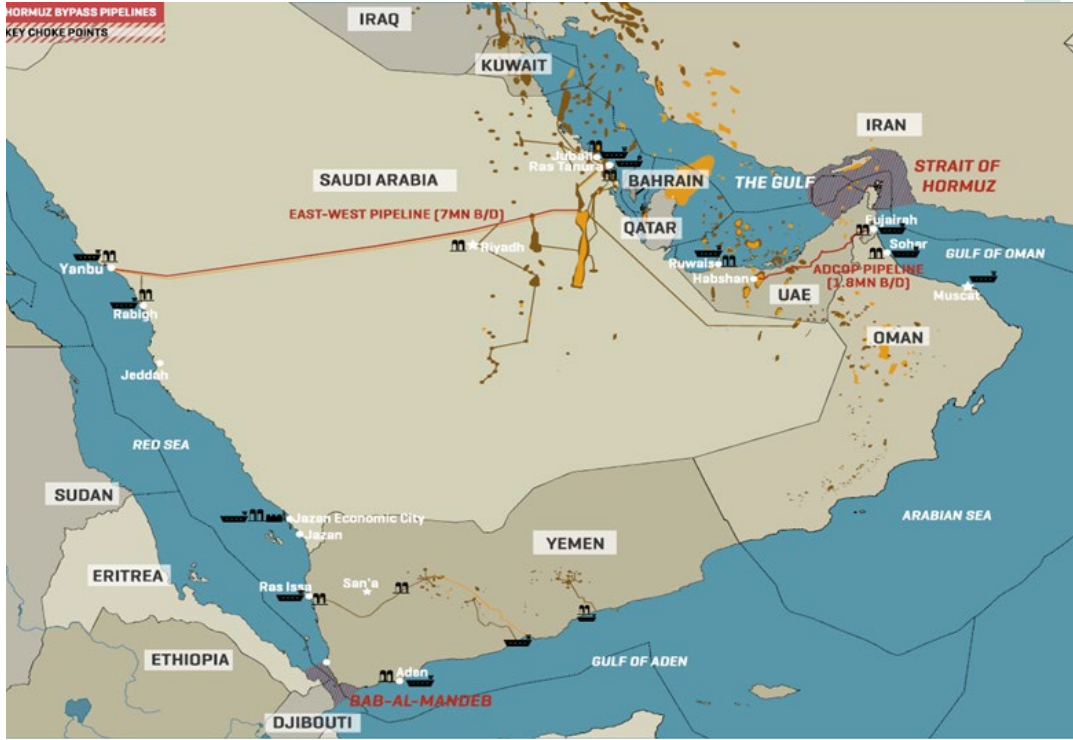 HORMUZ BYPASS PIPELINES
KEY CHOKE POINTS
IRAQ
KUWAIT
IRAN
Jubail
Ras Tanura
STRAIT OF
HORMUZ
SAUDI ARABIA
BAHRAIN
THE GULF
EAST-WEST PIPELINE (7MN B/D)
QATAR
Fujairah
Riyadh
Sohar
GULF OF OMAN
Yanbu
Ruwais
Habshan
ADCOP PIPELINE
(1.8MN B/D)
UAE
Muscat
Rabigh
OMAN
Jeddah
RED SEA
SUDAN
Jazan Economic City
ARABIAN SEA
Jazan
YEMEN
ERITREA
Ras Issa
San'a
ETHIOPIA
GULF OF ADEN
Aden
BAB-AL-MANDEB
DJIBOUTI